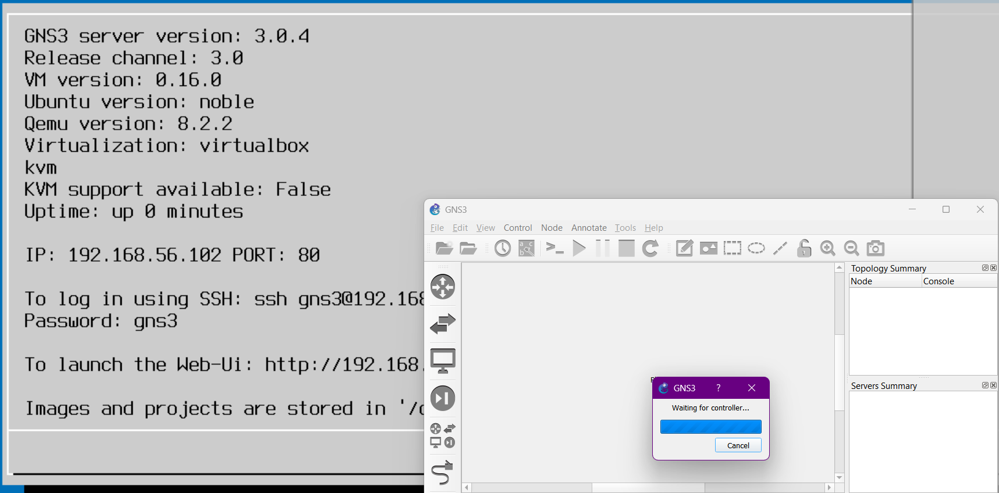 GNS3 server version: 3.0.4
Release channel: 3.0
VM version: 0.16.0
Ubuntu version: noble
Qemu version: 8.2.2
Virtualization: virtualbox
kvm
KVM support available: False
Uptime: up 0 minutes
IP: 192.168.56.102 PORT: 80
To log in using SSH: ssh gns3@192.168
Password: gns3
To launch the Web-Ui: http://192.168.
Images and projects are stored in '/
GNS3
File Edit View Control Node Annotate Tools Help
Topology Summary
Node Console
Servers Summary
GNS3 ?
Waiting for controller...
Cancel